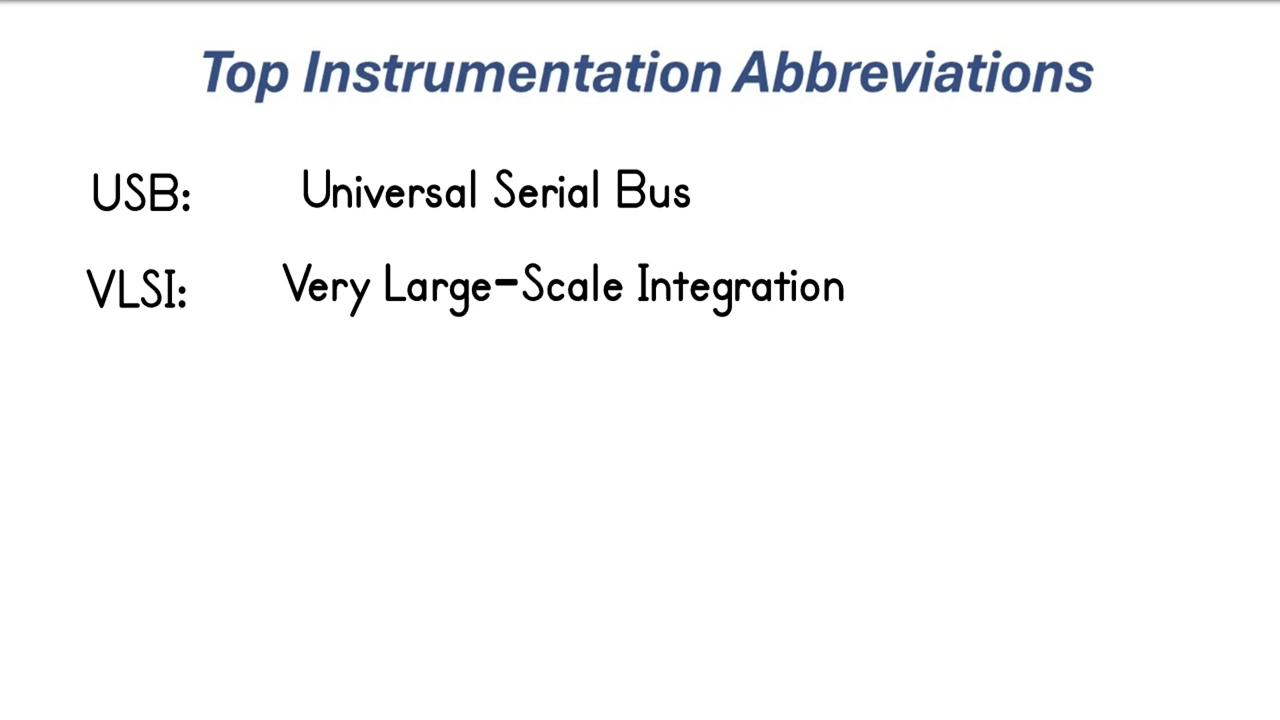 Top Instrumentation Abbreviations
USB: Universal Serial Bus
VLSI: Very Large-Scale Integration